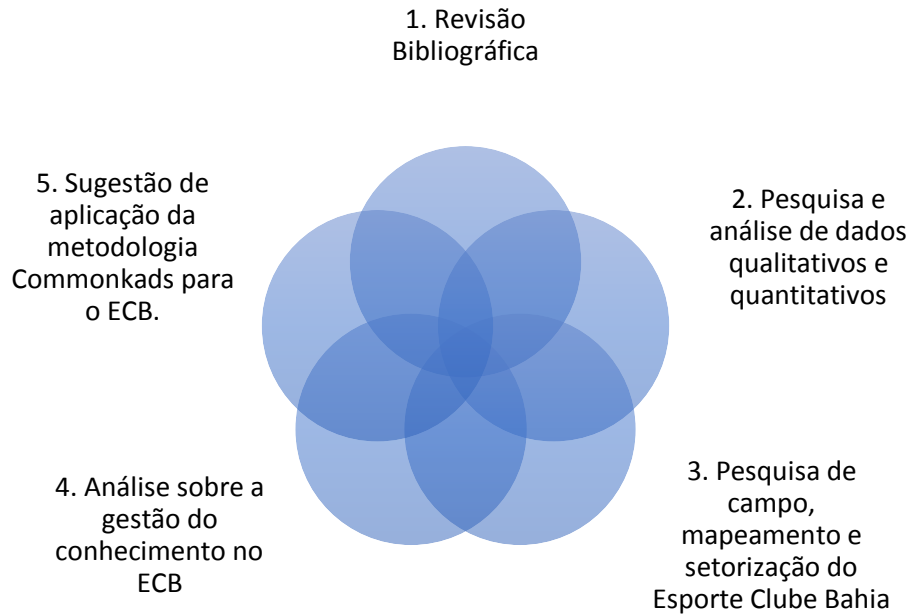 1. Revisão
Bibliográfica
2. Pesquisa e
análise de dados
qualitativos e
quantitativos
3. Pesquisa de
campo,
mapeamento e
setorização do
Esporte Clube Bahia
4. Análise sobre a
gestão do
conhecimento no
ECB
5. Sugestão de
aplicação da
metodologia
Commonkads para
o ECB.